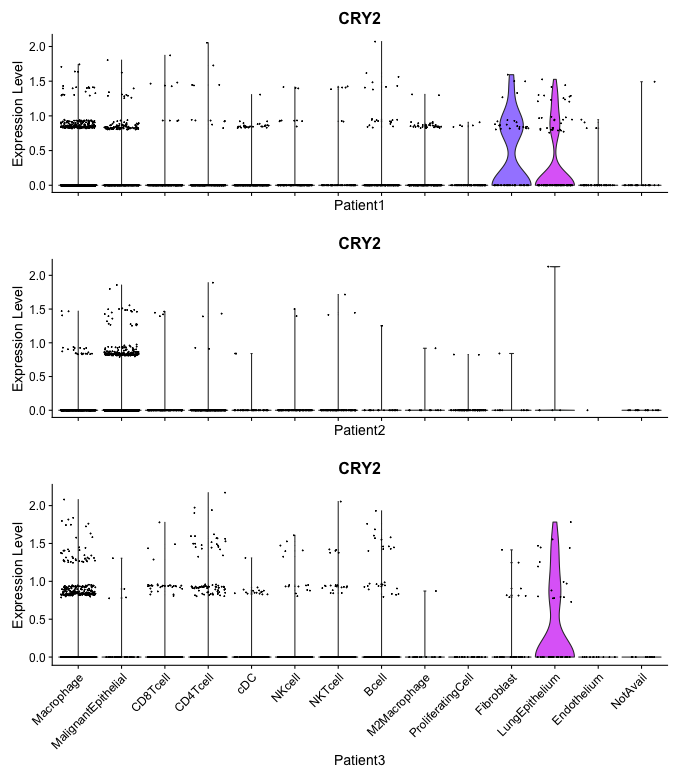 CRY2
Expression Level
2.0
1.5
1.0
0.5
0.0
Patient1
CRY2
Expression Level
2.0
1.5
1.0
0.5
0.0
Patient2
CRY2
Expression Level
2.0
1.5
1.0
0.5
0.0
Macrophage
MalignantEpithelial
CD8Tcell
CD4Tcell
cDC
NKcell
NKTcell
Bcell
M2Macrophage
ProliferatingCell
Fibroblast
LungEpithelium
Endothelium
NotAvail
Patient3